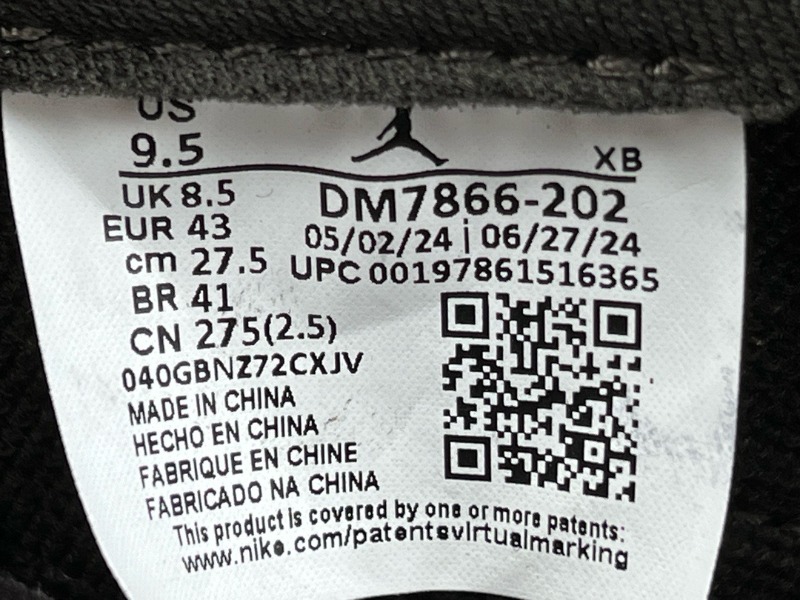 US
9.5
XB
UK 8.5
DM7866-202
EUR 43
05/02/24 | 06/27/24
cm 27.5
UPC 00197861516365
BR 41
CN 275(2.5)
040GBNZ72CXJV
MADE IN CHINA
HECHO EN CHINA
FABRIQUE EN CHINE
FABRICADO NA CHINA
This product is covered by one or more patents:
www.nike.com/patentsvirtualmarking